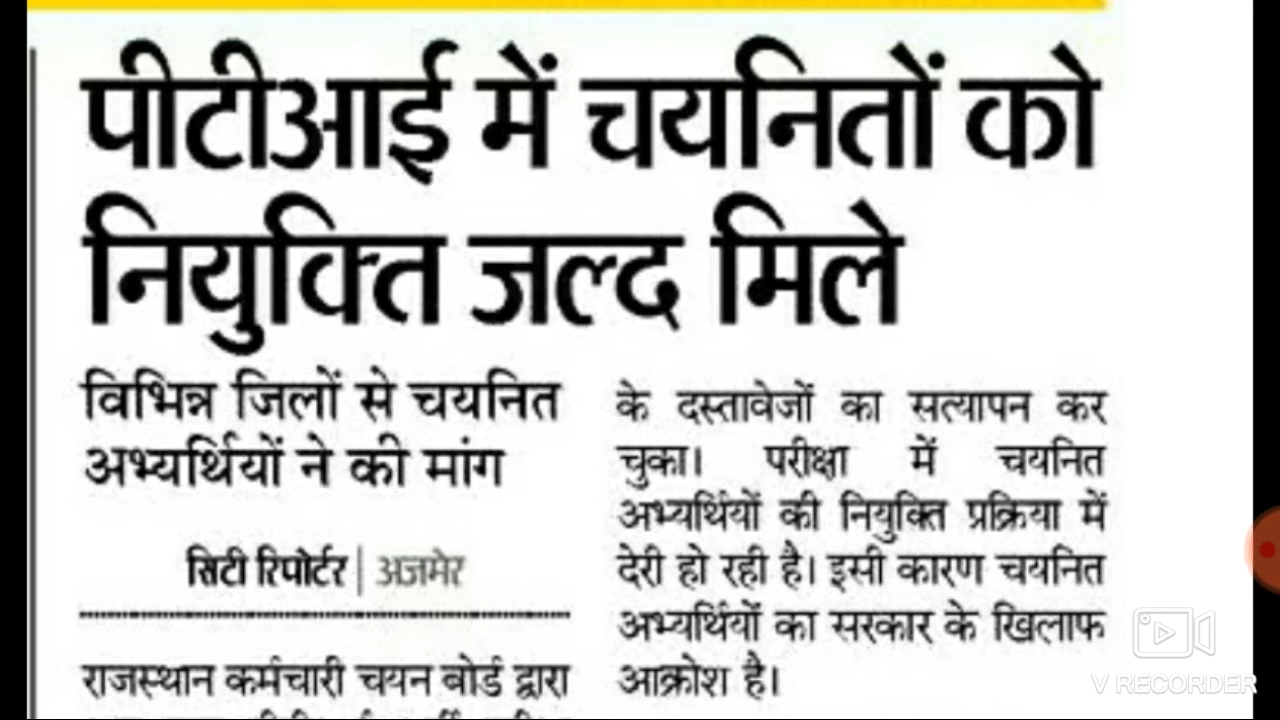 पीटीआई में चयनितों को
नियुक्ति जल्द मिले
विभिन्न जिलों से चयनित
अभ्यर्थियों ने की मांग
सिटी रिपोर्टर | अजमेर
राजस्थान कर्मचारी चयन बोर्ड द्वारा
के दस्तावेजों का सत्यापन कर
चुका। परीक्षा में चयनित
अभ्यर्थियों की नियुक्ति प्रक्रिया में
देरी हो रही है। इसी कारण चयनित
अभ्यर्थियों का सरकार के खिलाफ
आक्रोश है।
V RECORDER